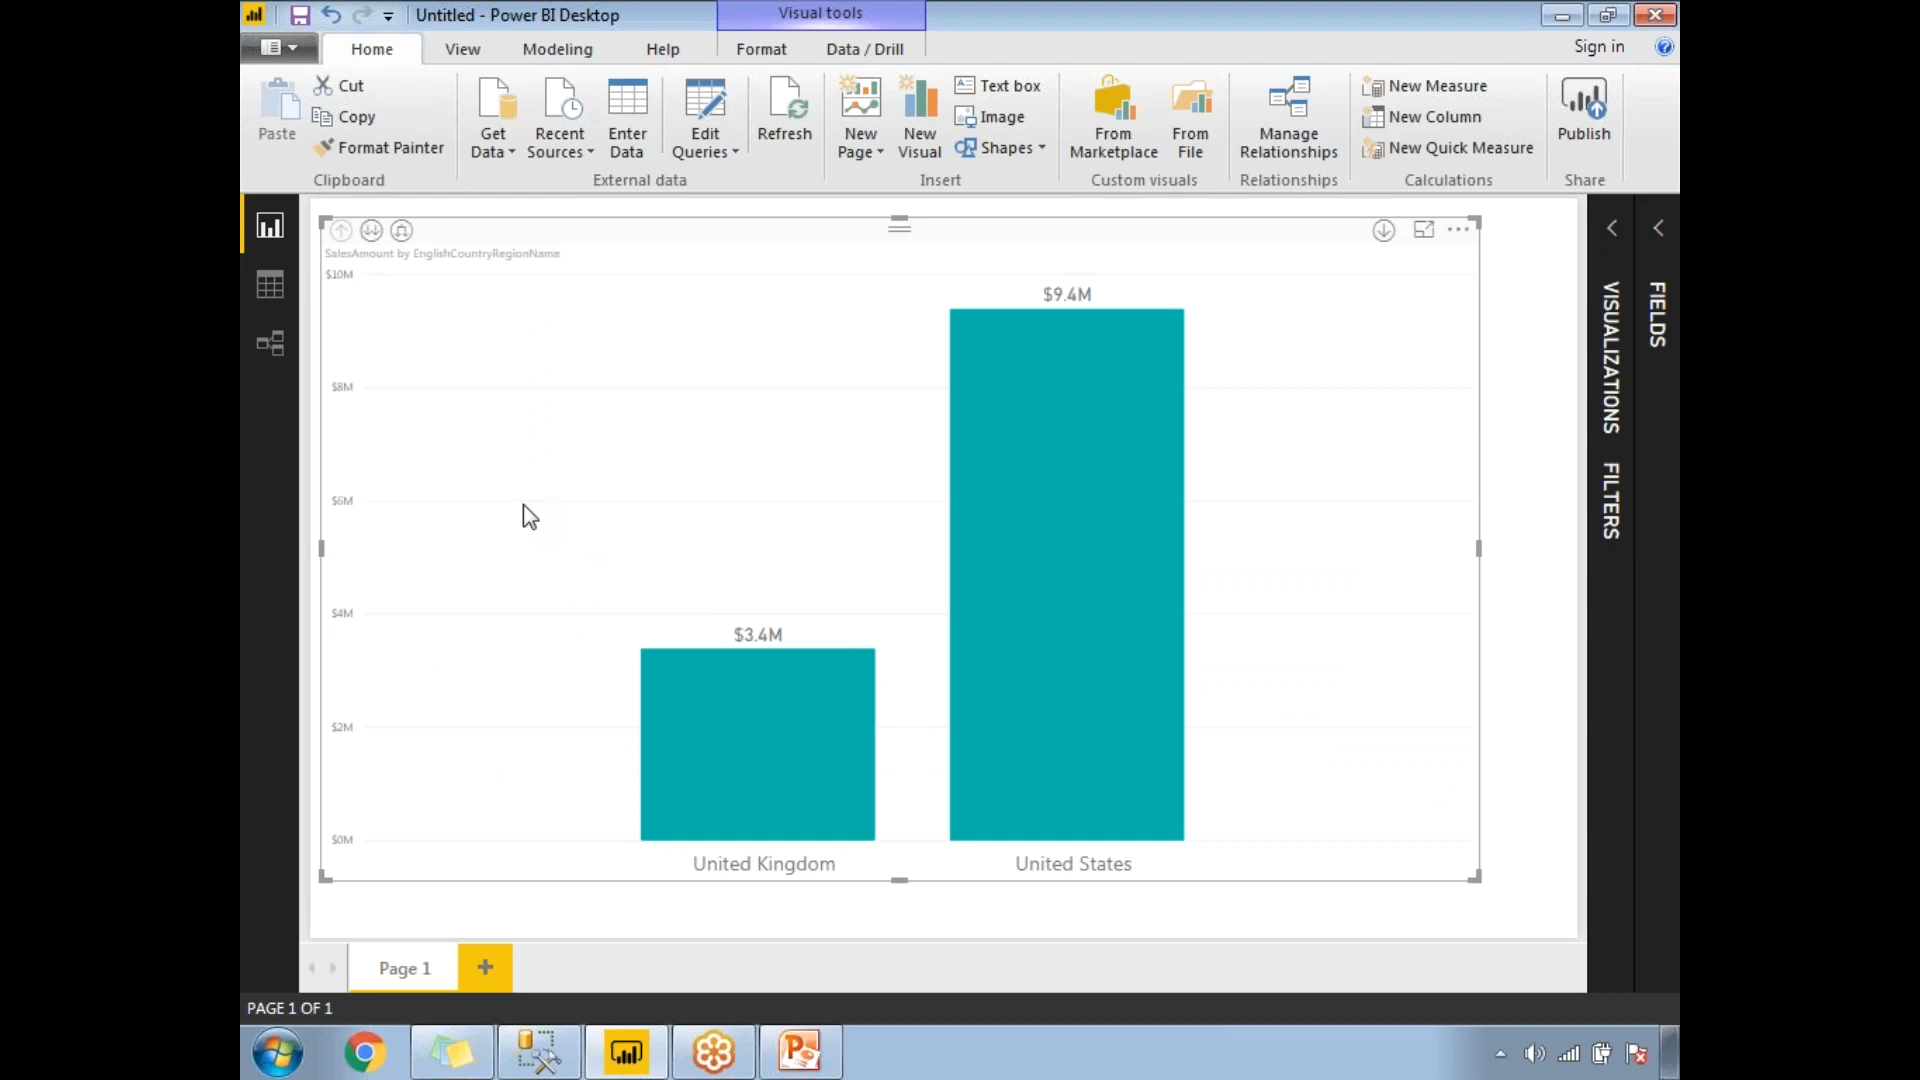 Untitled - Power BI Desktop
Visual tools
Home
View
Modeling
Help
Format
Data / Drill
Sign in
Paste
Cut
Copy
Format Painter
Clipboard
Get Data
Recent Sources
Enter Data
Edit Queries
Refresh
External data
New Page
New Visual
Text box
Image
Shapes
Insert
From Marketplace
From File
Custom visuals
Manage Relationships
Relationships
New Measure
New Column
New Quick Measure
Calculations
Publish
Share
SalesAmount by EnglishCountryRegionName
$10M
$8M
$6M
$4M
$2M
$0M
$3.4M
$9.4M
United Kingdom
United States
VISUALIZATIONS
FILTERS
FIELDS
Page 1
PAGE 1 OF 1